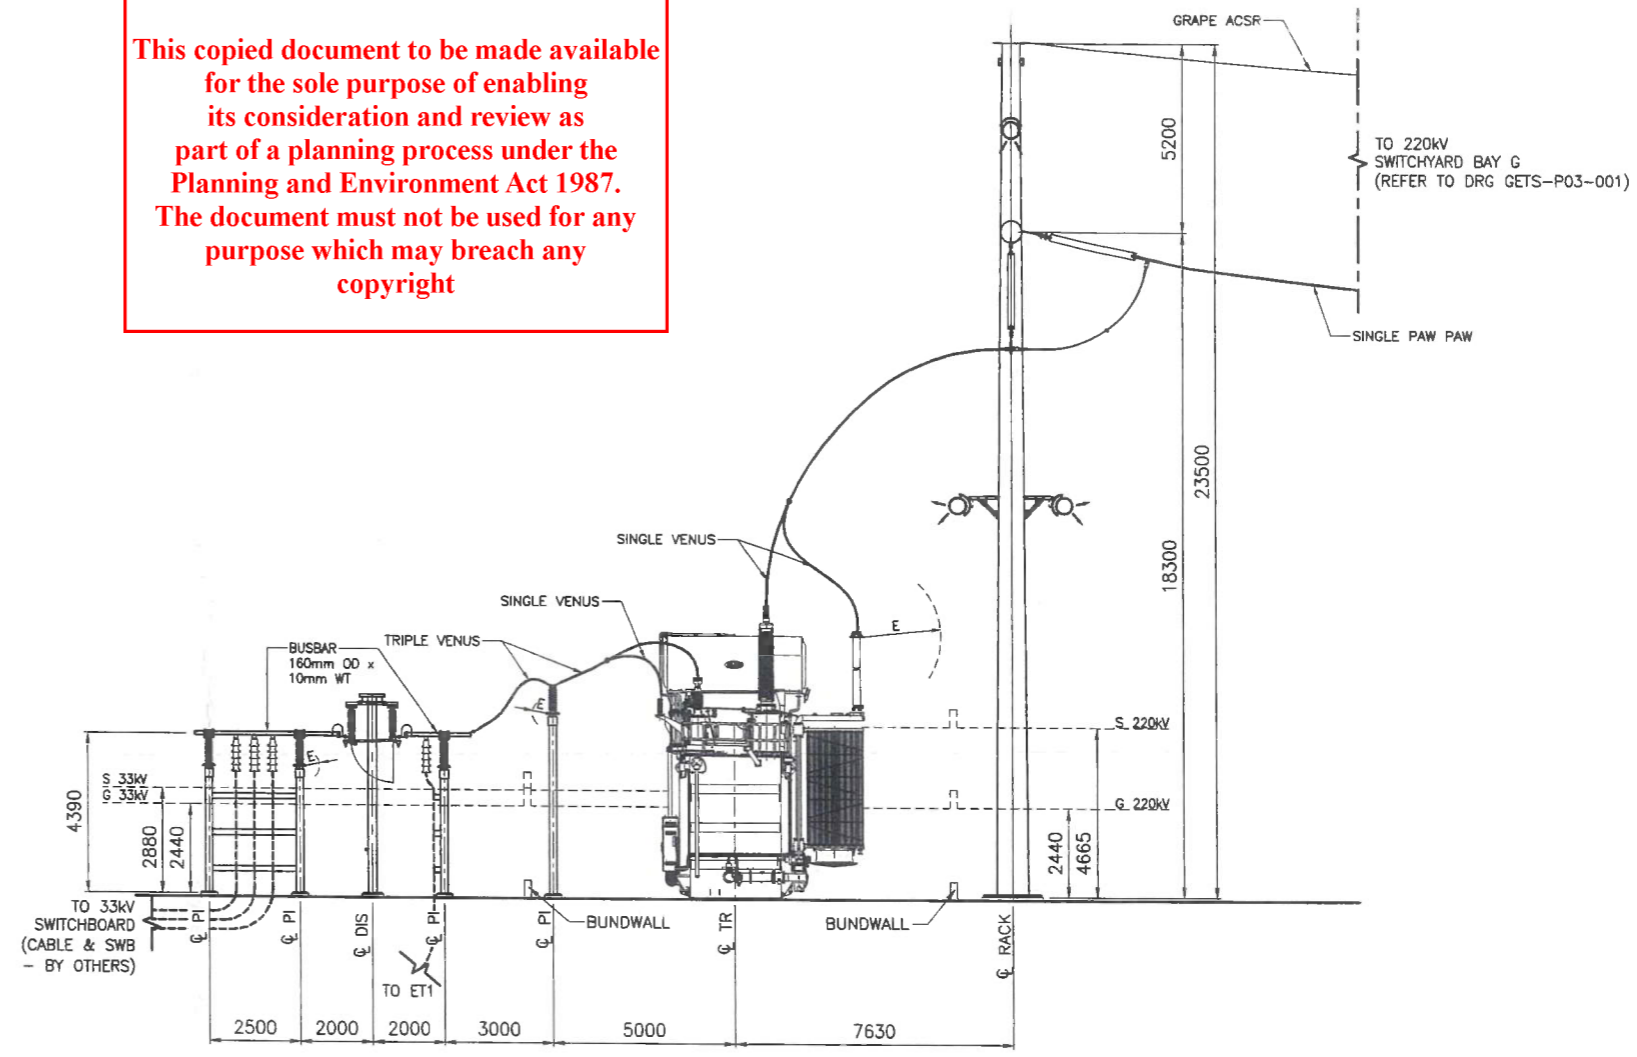 This copied document to be made available
for the sole purpose of enabling
its consideration and review as
part of a planning process under the
Planning and Environment Act 1987.
The document must not be used for any
purpose which may breach any
copyright
GRAPE ACSR
5200
TO 220kV
SWITCHYARD BAY G
(REFER TO DRG GETS-P03-001)
SINGLE PAW PAW
23500
18300
SINGLE VENUS
SINGLE VENUS
TRIPLE VENUS
BUSBAR
160mm OD x
10mm WT
E
E
E
S 220kV
G 220kV
S 33kV
G 33kV
4390
2880
2440
2440
4665
TO 33kV
SWITCHBOARD
(CABLE & SWB
- BY OTHERS)
℄ PI
℄ PI
℄ DIS
℄ PI
℄ PI
℄ TR
℄ RACK
BUNDWALL
BUNDWALL
TO ET1
2500
2000
2000
3000
5000
7630